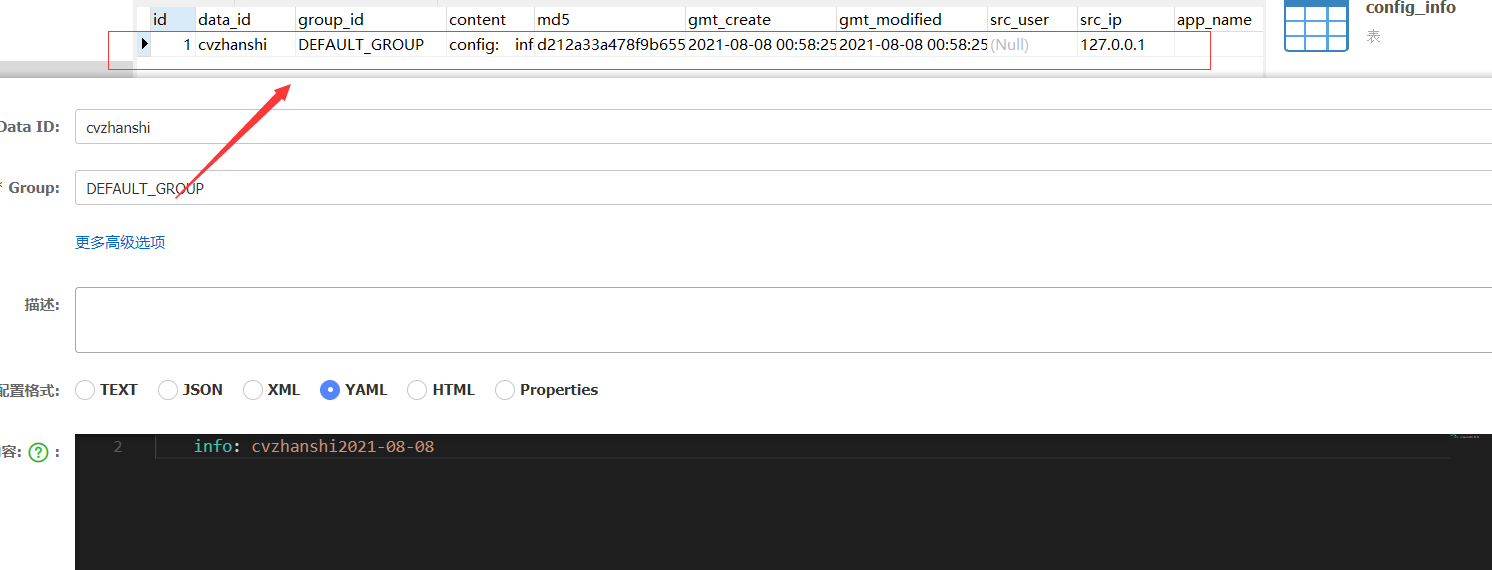 id data_id group_id content md5 gmt_create gmt_modified src_user src_ip app_name
1 cvzhanshi DEFAULT_GROUP config: inf d212a33a478f9b655 2021-08-08 00:58:25 2021-08-08 00:58:25 (Null) 127.0.0.1
config_info
表
Data ID: cvzhanshi
* Group: DEFAULT_GROUP
更多高级选项
描述:
配置格式: TEXT JSON XML YAML HTML Properties
容: ? :
2 info: cvzhanshi2021-08-08